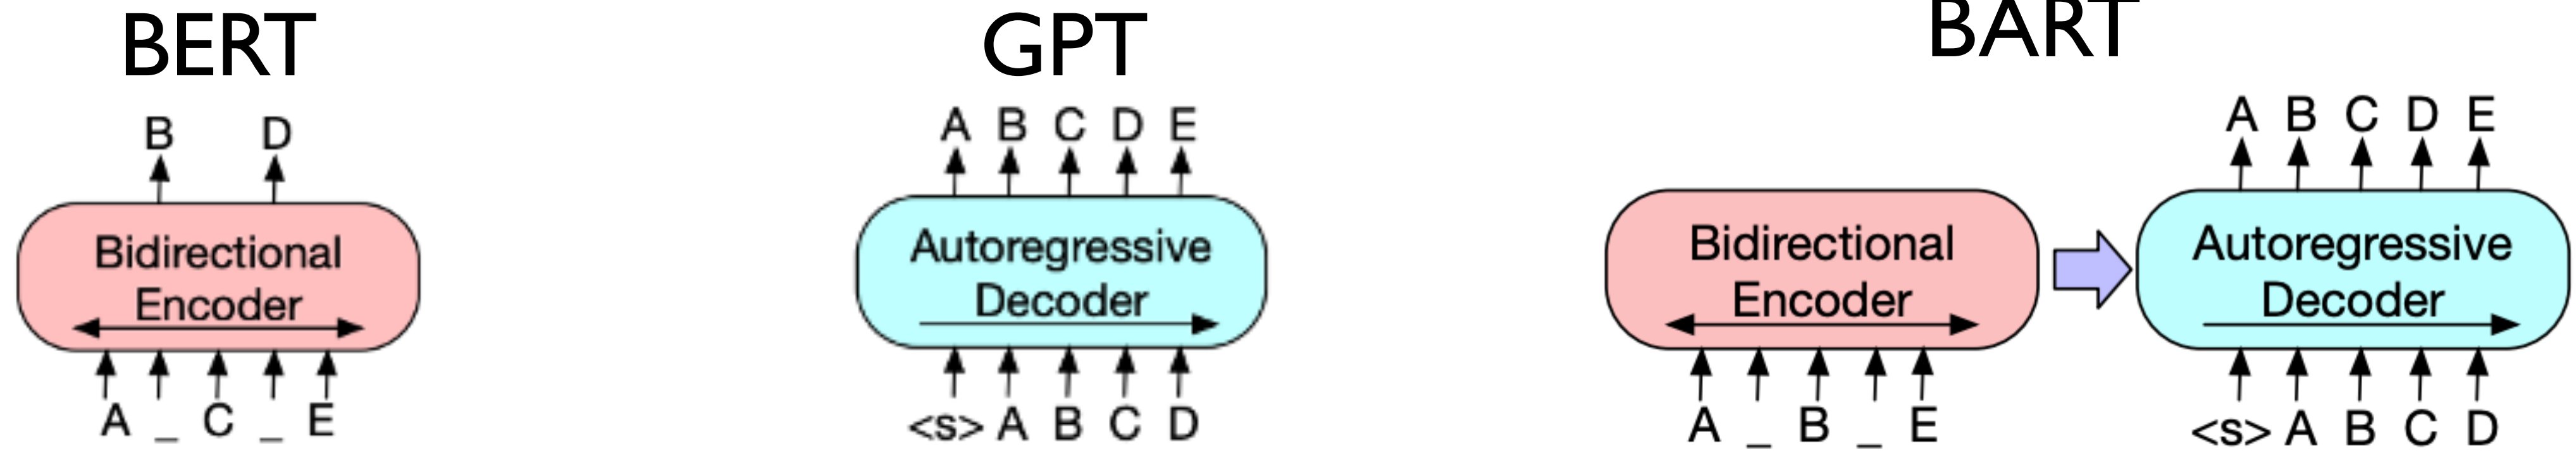 BERT
B D
Bidirectional
Encoder
A _ C _ E
GPT
A B C D E
Autoregressive
Decoder
<s> A B C D
BART
Bidirectional
Encoder
A _ B _ E
A B C D E
Autoregressive
Decoder
<s> A B C D